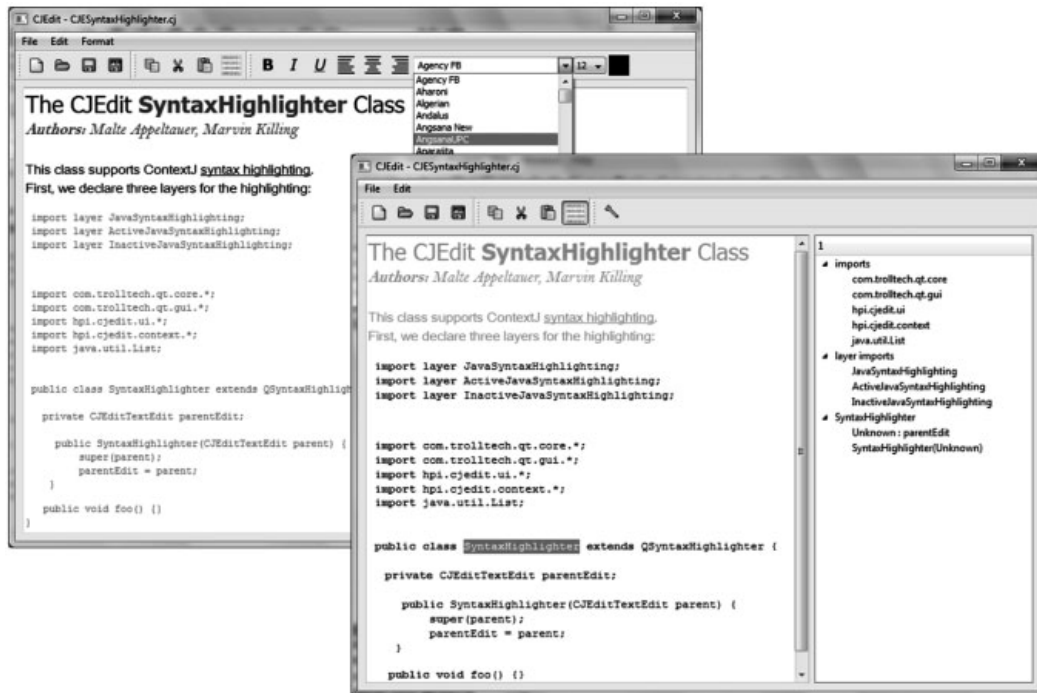 CJEdit - CJESyntaxHighlighter.cj
File Edit Format
B I U Agency FB 12
Agency FB
Aharoni
Algerian
Andalus
Angsana New
AngsanaUPC
Aparajita
The CJEdit SyntaxHighlighter Class
Authors: Malte Appeltauer, Marvin Killing
This class supports ContextJ syntax highlighting.
First, we declare three layers for the highlighting:
import layer JavaSyntaxHighlighting;
import layer ActiveJavaSyntaxHighlighting;
import layer InactiveJavaSyntaxHighlighting;
import com.trolltech.qt.core.*;
import com.trolltech.qt.gui.*;
import hpi.cjedit.ui.*;
import hpi.cjedit.context.*;
import java.util.List;
public class SyntaxHighlighter extends QSyntaxHighligh
private CJEditTextEdit parentEdit;
public SyntaxHighlighter(CJEditTextEdit parent) {
super(parent);
parentEdit = parent;
}
public void foo() {}
}
CJEdit - CJESyntaxHighlighter.cj
File Edit
The CJEdit SyntaxHighlighter Class
Authors: Malte Appeltauer, Marvin Killing
This class supports ContextJ syntax highlighting.
First, we declare three layers for the highlighting:
import layer JavaSyntaxHighlighting;
import layer ActiveJavaSyntaxHighlighting;
import layer InactiveJavaSyntaxHighlighting;
import com.trolltech.qt.core.*;
import com.trolltech.qt.gui.*;
import hpi.cjedit.ui.*;
import hpi.cjedit.context.*;
import java.util.List;
public class SyntaxHighlighter extends QSyntaxHighlighter {
private CJEditTextEdit parentEdit;
public SyntaxHighlighter(CJEditTextEdit parent) {
super(parent);
parentEdit = parent;
}
public void foo() {}
1
imports
com.trolltech.qt.core
com.trolltech.qt.gui
hpi.cjedit.ui
hpi.cjedit.context
java.util.List
layer imports
JavaSyntaxHighlighting
ActiveJavaSyntaxHighlighting
InactiveJavaSyntaxHighlighting
SyntaxHighlighter
Unknown : parentEdit
SyntaxHighlighter(Unknown)